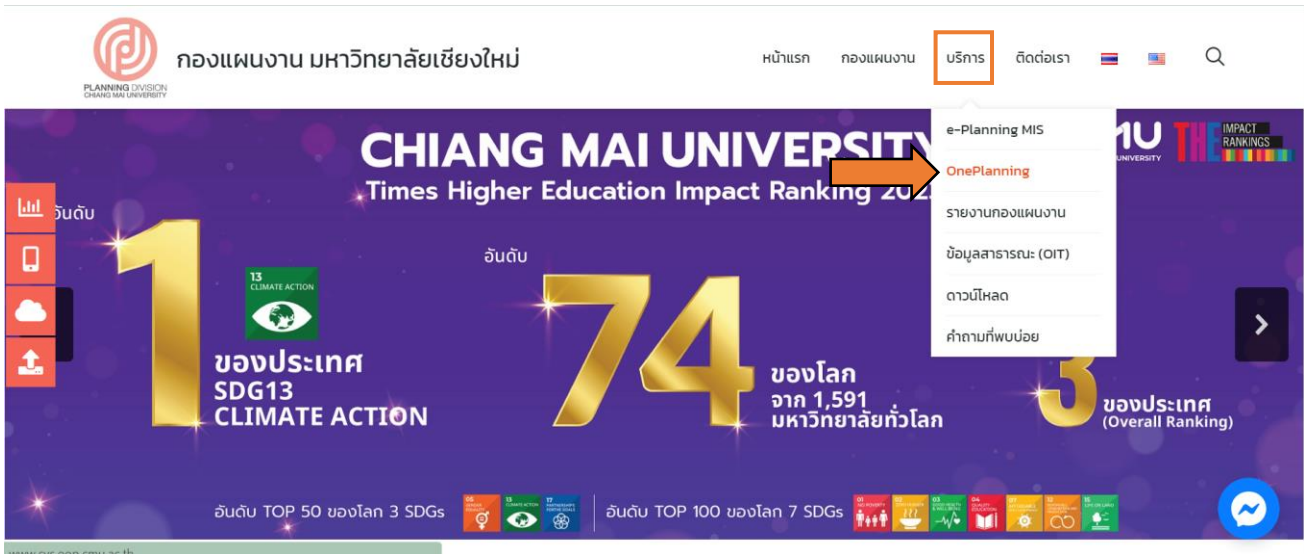 กองแผนงาน มหาวิทยาลัยเชียงใหม่
PLANNING DIVISION
CHIANG MAI UNIVERSITY
หน้าแรก กองแผนงาน บริการ ติดต่อเรา
e-Planning MIS
OnePlanning
รายงานกองแผนงาน
ข้อมูลสาธารณะ (OIT)
ดาวน์โหลด
คำถามที่พบบ่อย
CHIANG MAI UNIVERSITY
Times Higher Education Impact Ranking
THE IMPACT
RANKINGS
อันดับ
1
13
CLIMATE ACTION
ของประเทศ
SDG13
CLIMATE ACTION
อันดับ
74
ของโลก
จาก 1,591
มหาวิทยาลัยทั่วโลก
3
ของประเทศ
(Overall Ranking)
อันดับ TOP 50 ของโลก 3 SDGs
อันดับ TOP 100 ของโลก 7 SDGs